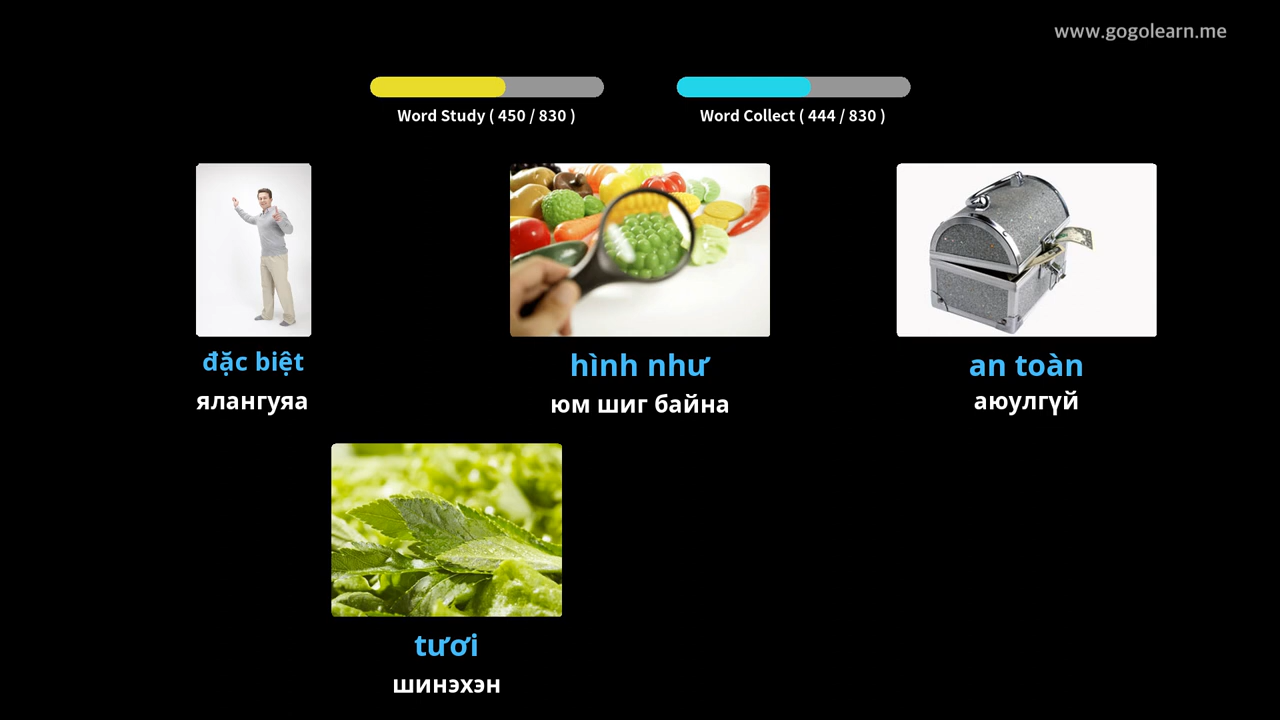 www.gogolearn.me
Word Study ( 450 / 830 )
Word Collect ( 444 / 830 )
đặc biệt
ялангуяа
hình như
юм шиг байна
an toàn
аюулгүй
tươi
шинэхэн